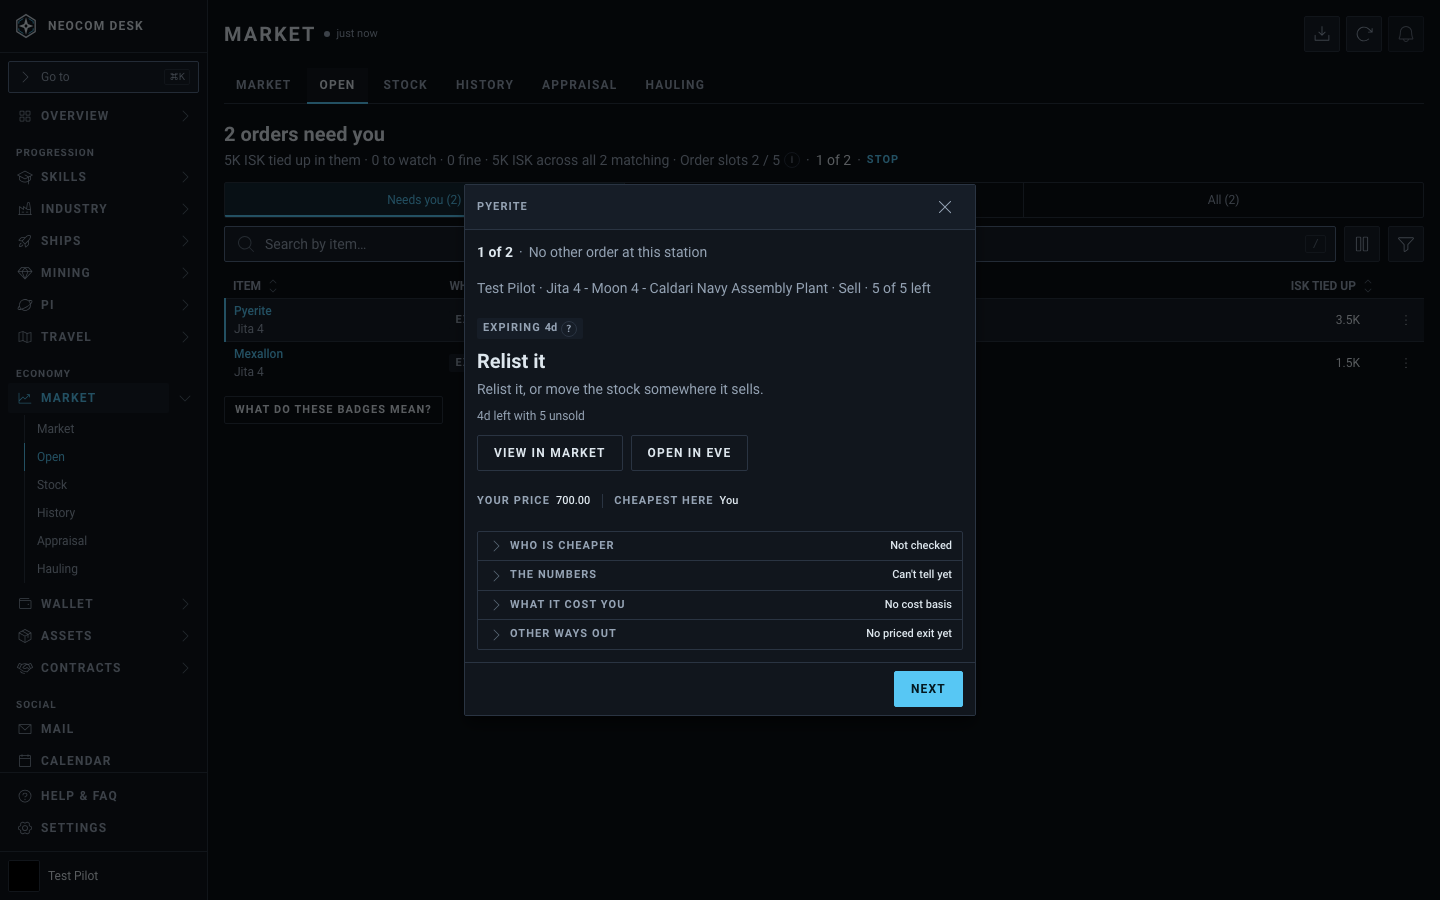 NEOCOM DESK
Go to
⌘K
OVERVIEW
PROGRESSION
SKILLS
INDUSTRY
SHIPS
MINING
PI
TRAVEL
ECONOMY
MARKET
Market
Open
Stock
History
Appraisal
Hauling
WALLET
ASSETS
CONTRACTS
SOCIAL
MAIL
CALENDAR
HELP & FAQ
SETTINGS
Test Pilot
MARKET
just now
MARKET OPEN STOCK HISTORY APPRAISAL HAULING
2 orders need you
5K ISK tied up in them · 0 to watch · 0 fine · 5K ISK across all 2 matching · Order slots 2 / 5 · 1 of 2 · STOP
Needs you (2) All (2)
Search by item... /
ITEM ISK TIED UP
Pyerite
Jita 4
3.5K
Mexallon
Jita 4
1.5K
WHAT DO THESE BADGES MEAN?
PYERITE
1 of 2 · No other order at this station
Test Pilot · Jita 4 - Moon 4 - Caldari Navy Assembly Plant · Sell · 5 of 5 left
EXPIRING 4d ?
Relist it
Relist it, or move the stock somewhere it sells.
4d left with 5 unsold
VIEW IN MARKET OPEN IN EVE
YOUR PRICE 700.00 CHEAPEST HERE You
WHO IS CHEAPER Not checked
THE NUMBERS Can't tell yet
WHAT IT COST YOU No cost basis
OTHER WAYS OUT No priced exit yet
NEXT